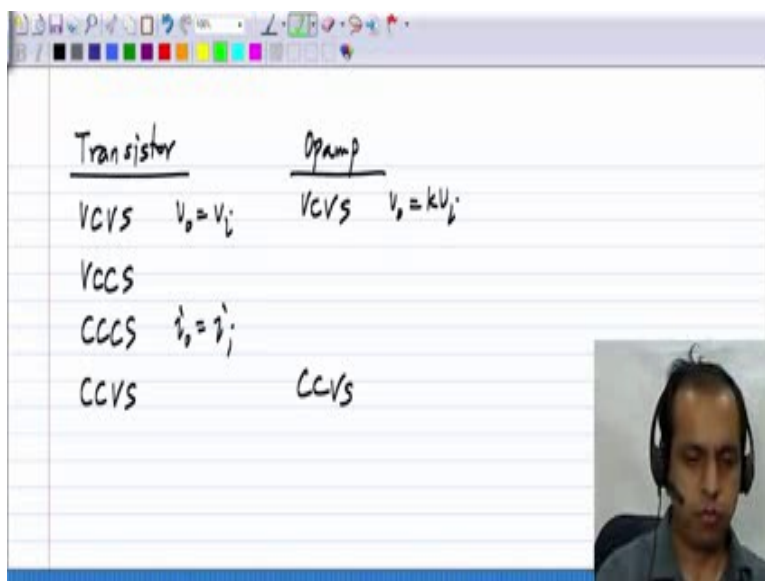 Transistor Opamp
VCVS v₀ = vᵢ VCVS v₀ = kvᵢ
VCCS
CCCS i₀ = iᵢ
CCVS CCVS